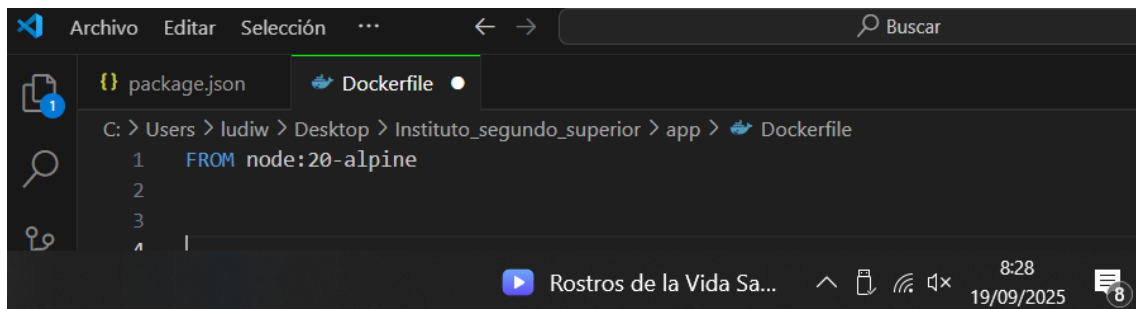 Archivo Editar Selección ··· ← → Buscar
{} package.json Dockerfile ●
1
C: > Users > ludiw > Desktop > Instituto_segundo_superior > app > Dockerfile
1 FROM node:20-alpine
2
3
4
Rostros de la Vida Sa... 8:28
19/09/2025 8